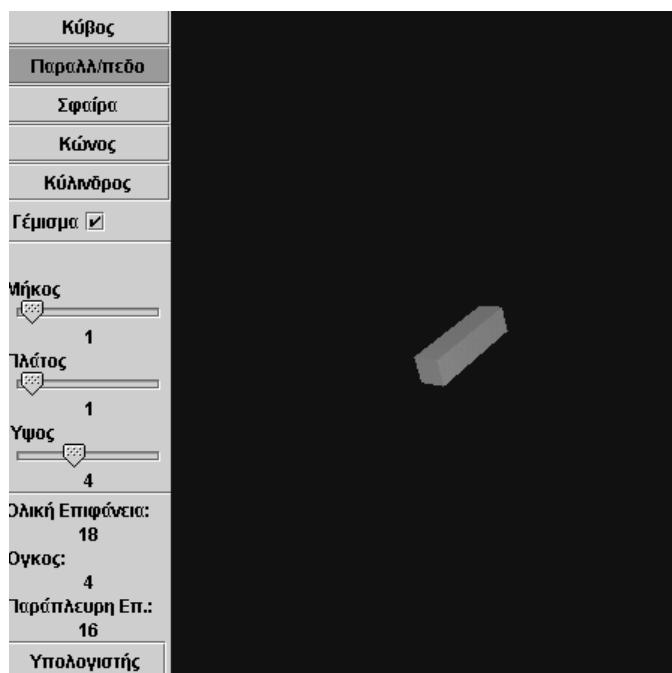 Κύβος
Παραλλ/πεδο
Σφαίρα
Κώνος
Κύλινδρος
Γέμισμα
Μήκος
1
Πλάτος
1
Υψος
4
Ολική Επιφάνεια:
18
Ογκος:
4
Παράπλευρη Επ.:
16
Υπολογιστής